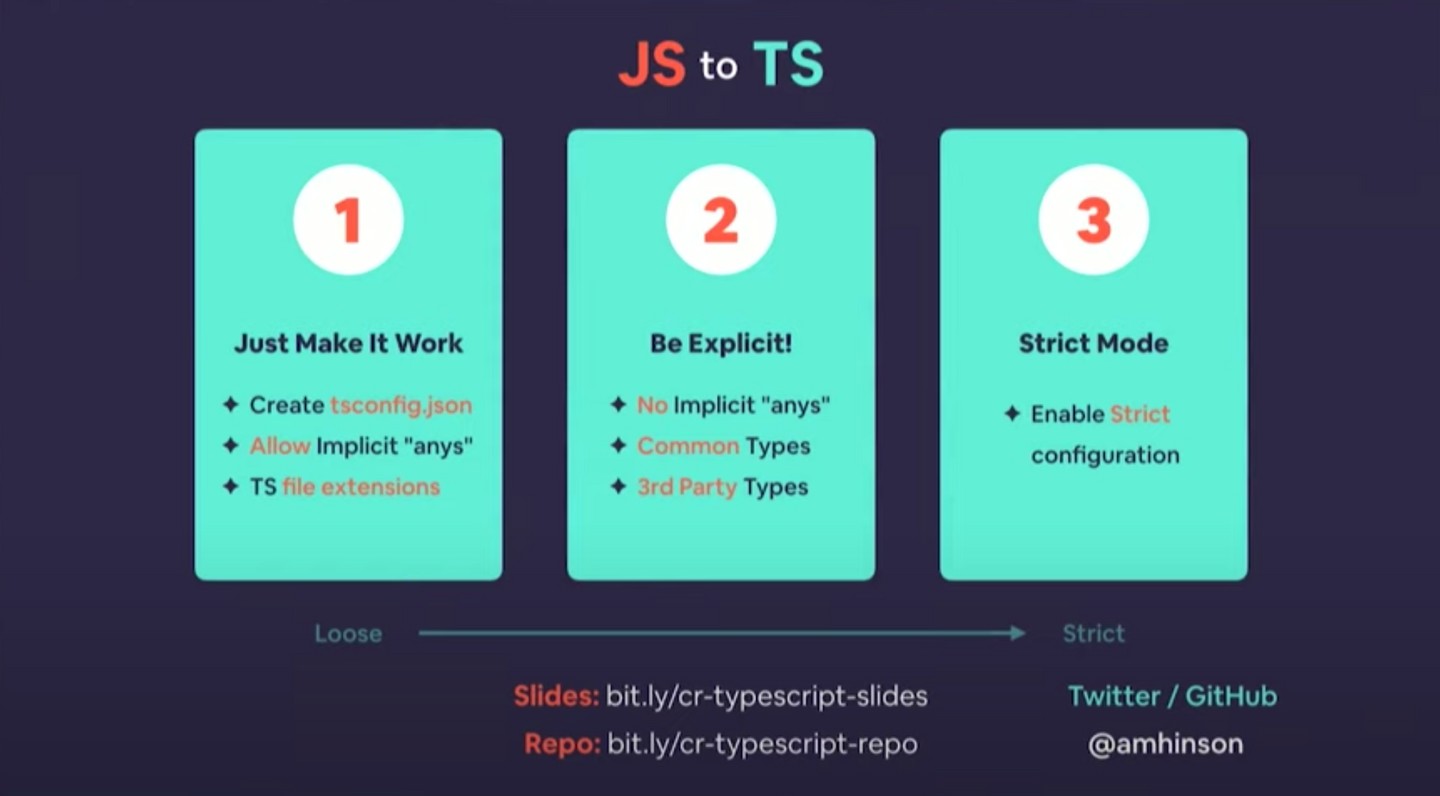 JS to TS
1
Just Make It Work
✦ Create tsconfig.json
✦ Allow Implicit "anys"
✦ TS file extensions
2
Be Explicit!
✦ No Implicit "anys"
✦ Common Types
✦ 3rd Party Types
3
Strict Mode
✦ Enable Strict
configuration
Loose
Strict
Slides: bit.ly/cr-typescript-slides
Repo: bit.ly/cr-typescript-repo
Twitter / GitHub
@amhinson